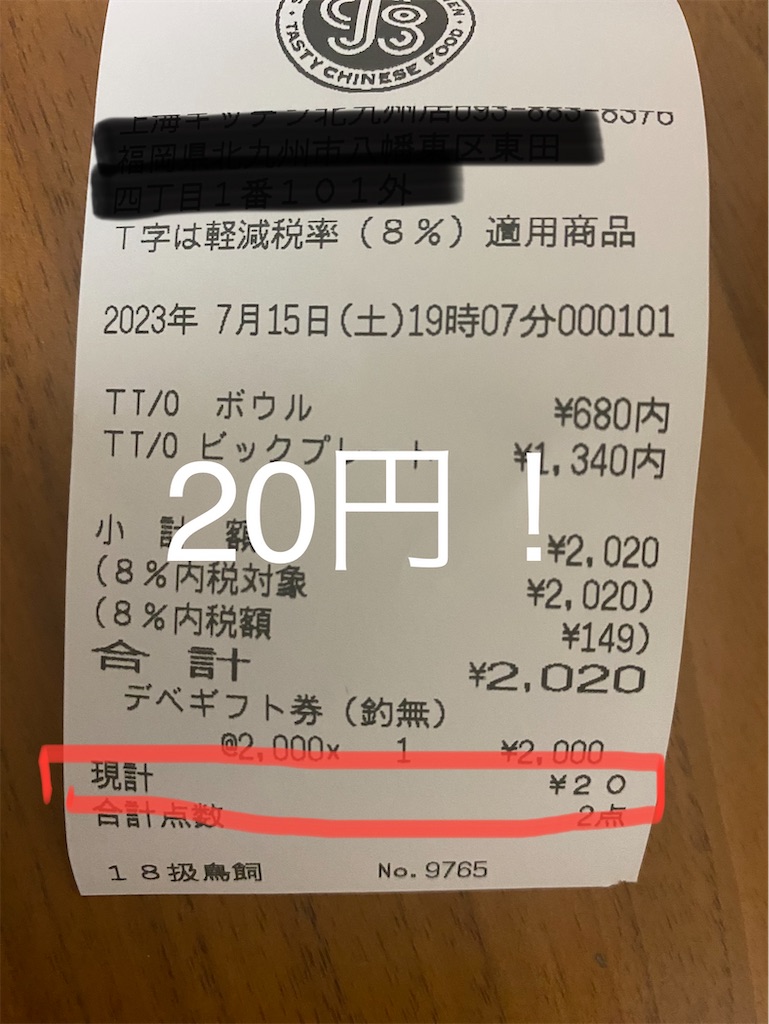 TASTY CHINESE FOOD
T字は軽減税率(8%)適用商品
2023年 7月15日(土)19時07分000101
TT/O ボウル ¥680内
TT/O ビックプレート ¥1,340内
20円！
小 計 額 ¥2,020
(8%内税対象 ¥2,020)
(8%内税額 ¥149)
合 計 ¥2,020
デベギフト券(釣無)
@2,000x 1 ¥2,000
現計 ¥20
合計点数 2点
18扱鳥飼 No.9765